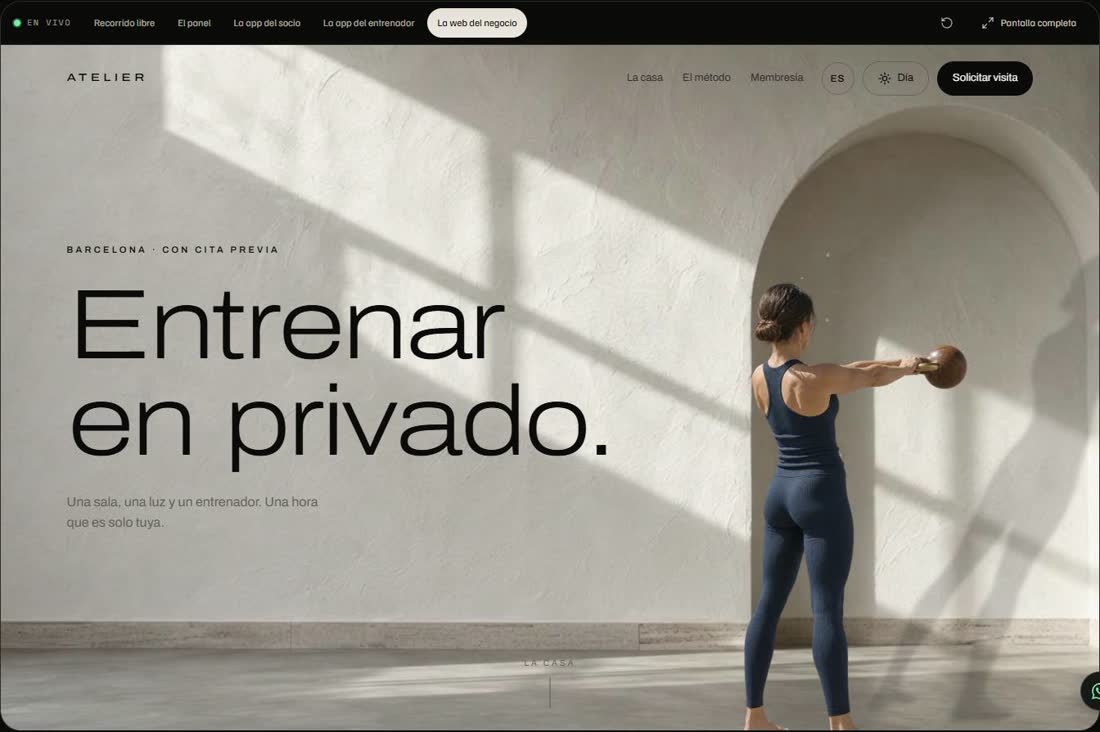 EN VIVO
Recorrido libre
El panel
La app del socio
La app del entrenador
La web del negocio
Pantalla completa
ATELIER
La casa
El método
Membresía
ES
Día
Solicitar visita
BARCELONA · CON CITA PREVIA
Entrenar
en privado.
Una sala, una luz y un entrenador. Una hora
que es solo tuya.
LA CASA